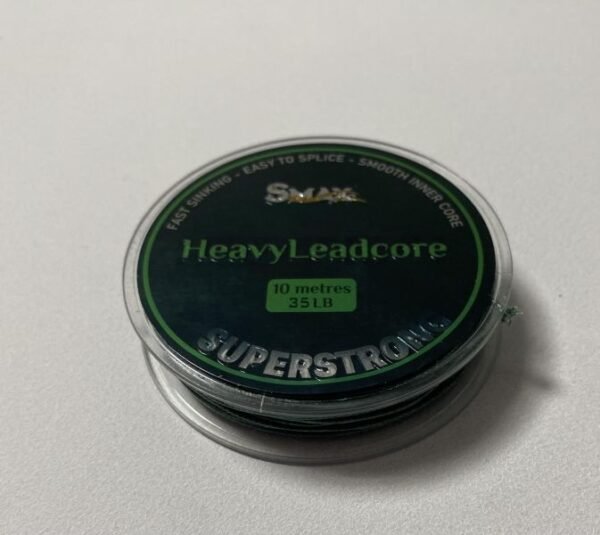 FAST SINKING - EASY TO SPLICE - SMOOTH INNER CORE
SMAX
HeavyLeadcore
10 metres
35LB
SUPERSTRONG